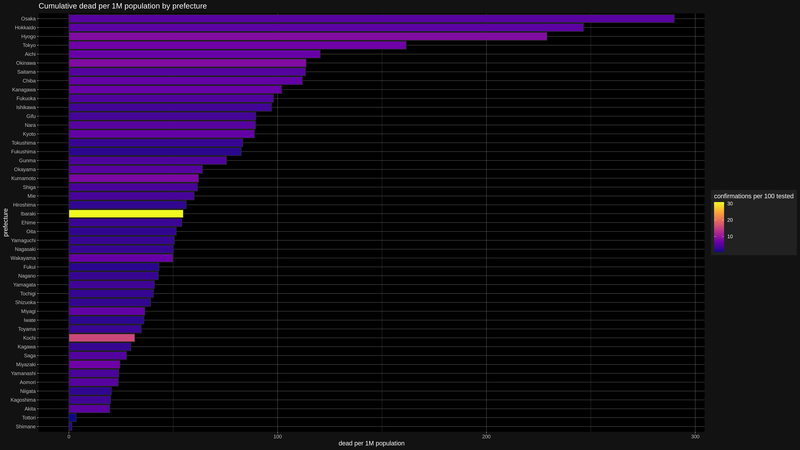 Cumulative dead per 1M population by prefecture
Osaka
Hokkaido
Hyogo
Tokyo
Aichi
Okinawa
Saitama
Chiba
Kanagawa
Fukuoka
Ishikawa
Gifu
Nara
Kyoto
Tokushima
Fukushima
Gunma
Okayama
Kumamoto
Shiga
Mie
Hiroshima
Ibaraki
Ehime
Oita
Yamaguchi
Nagasaki
Wakayama
Fukui
Nagano
Yamagata
Tochigi
Shizuoka
Miyagi
Iwate
Toyama
Kochi
Kagawa
Saga
Miyazaki
Yamanashi
Aomori
Niigata
Kagoshima
Akita
Tottori
Shimane
prefecture
0 100 200 300
dead per 1M population
confirmations per 100 tested
30
20
10